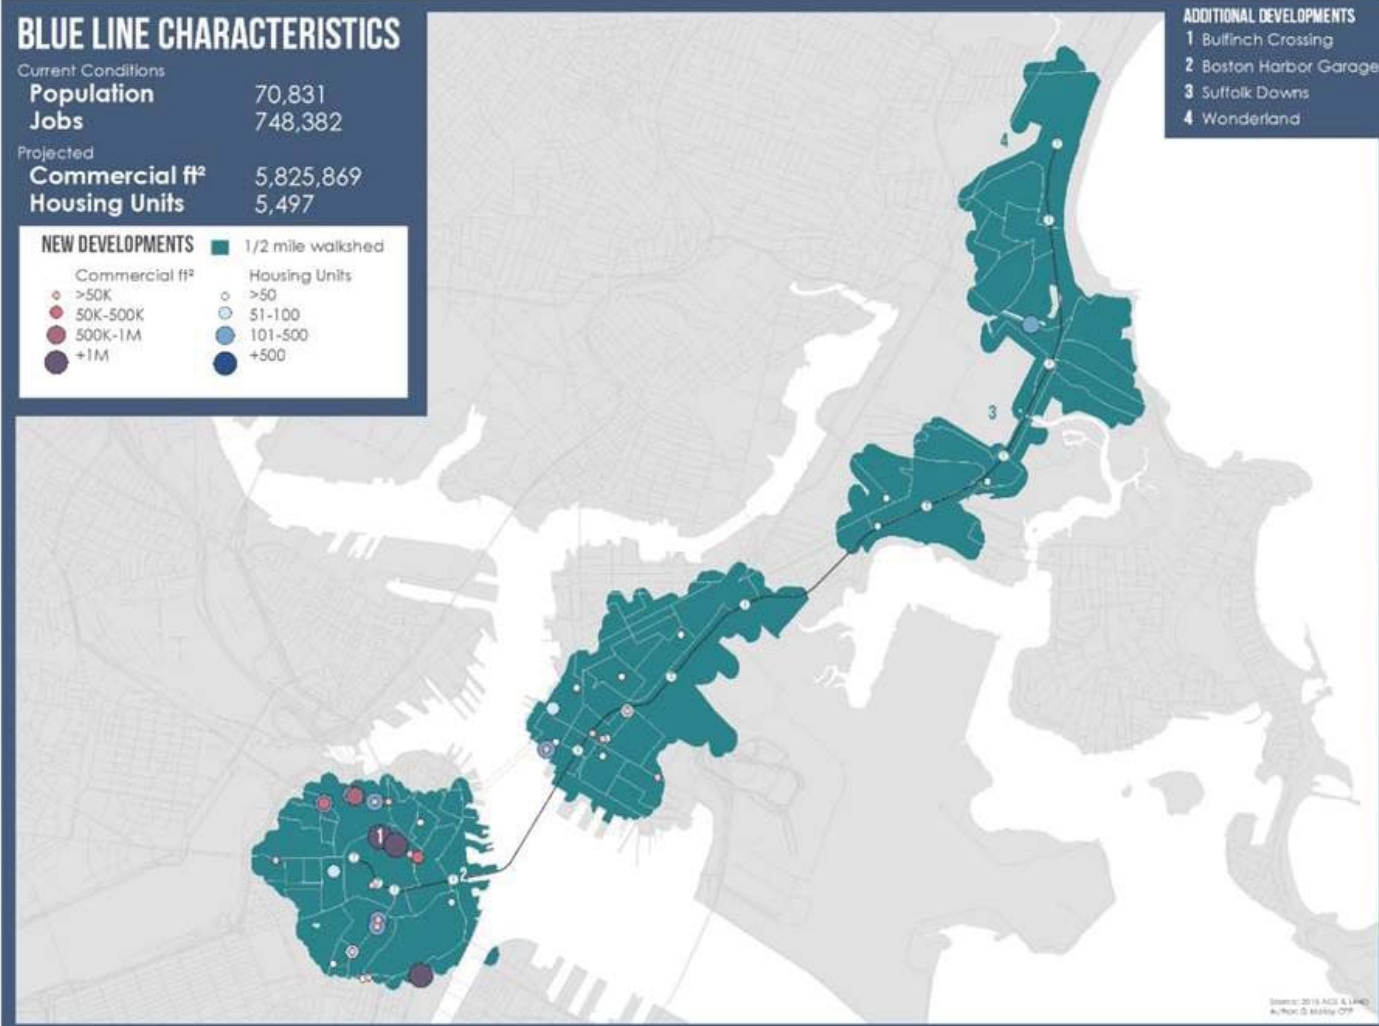 BLUE LINE CHARACTERISTICS
Current Conditions
Population 70,831
Jobs 748,382
Projected
Commercial ft² 5,825,869
Housing Units 5,497
NEW DEVELOPMENTS 1/2 mile walkshed
Commercial ft² Housing Units
>50K >50
50K-500K 51-100
500K-1M 101-500
+1M +500
ADDITIONAL DEVELOPMENTS
1 Bulfinch Crossing
2 Boston Harbor Garage
3 Suffolk Downs
4 Wonderland
4
3
1
2